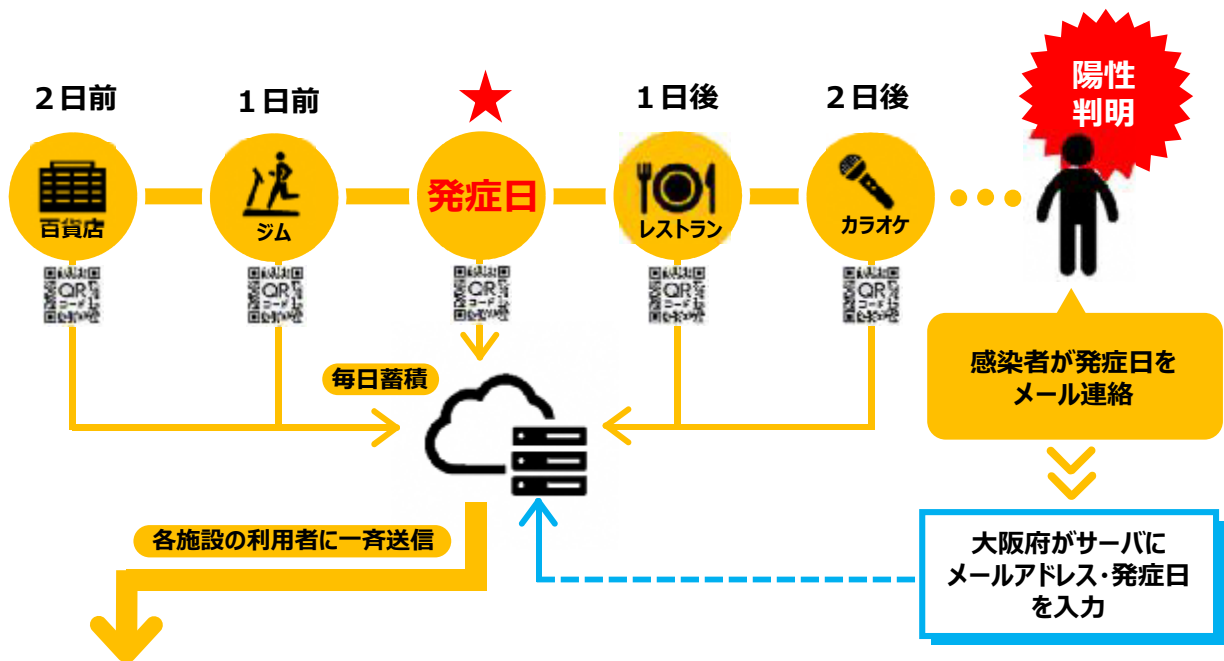 2日前
1日前
1日後
2日後
陽性
判明
百貨店
ジム
発症日
レストラン
カラオケ
QR
コード
QR
コード
QR
コード
QR
コード
QR
コード
毎日蓄積
感染者が発症日を
メール連絡
各施設の利用者に一斉送信
大阪府がサーバに
メールアドレス・発症日
を入力